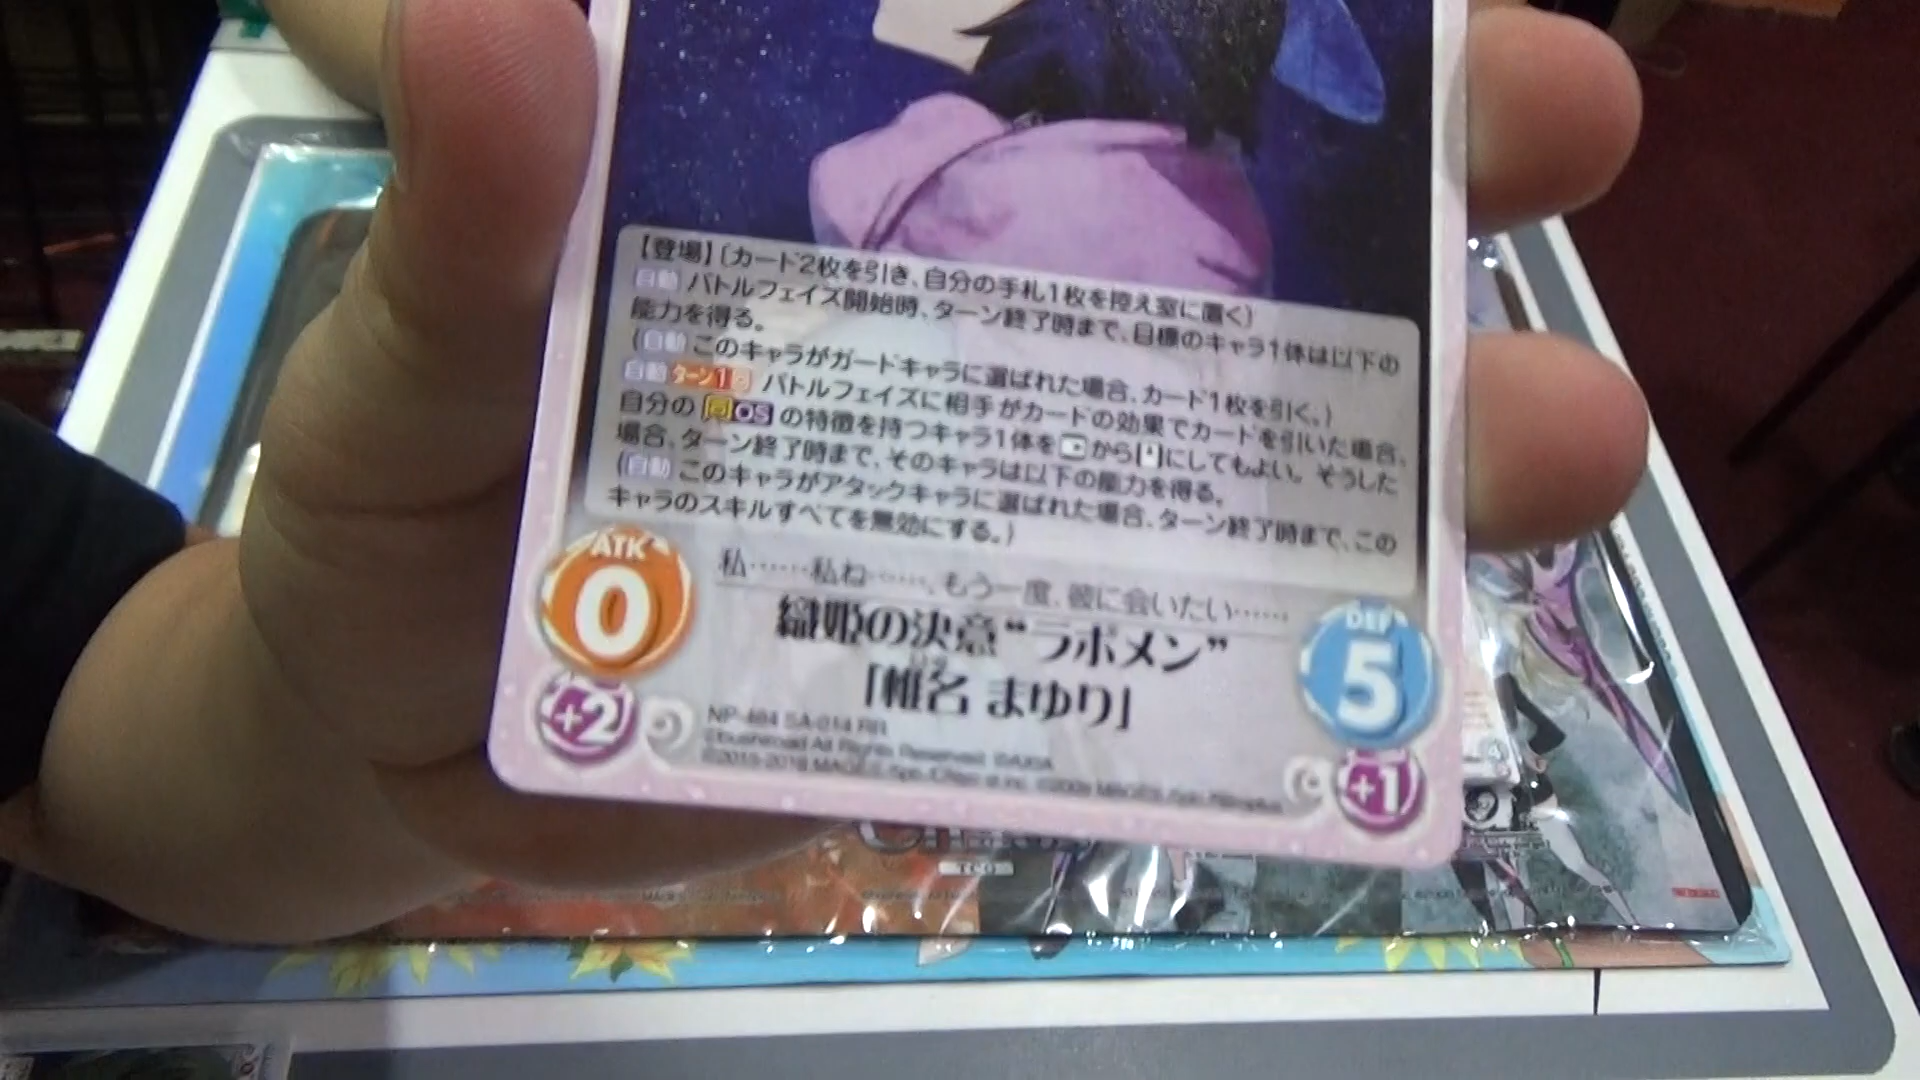 【登場】〔カード2枚を引き、自分の手札1枚を控え室に置く〕
自動 バトルフェイズ開始時、ターン終了時まで、目標のキャラ1体は以下の
能力を得る。
(自動 このキャラがガードキャラに選ばれた場合、カード1枚を引く。)
自動 ターン1回 バトルフェイズに相手がカードの効果でカードを引いた場合、
自分の 同OS の特徴を持つキャラ1体を から にしてもよい。そうした
場合、ターン終了時まで、そのキャラは以下の能力を得る。
(自動 このキャラがアタックキャラに選ばれた場合、ターン終了時まで、この
キャラのスキルすべてを無効にする。)
私……私ね……、もう一度、彼に会いたい……
ATK
0
+2
織姫の決意“ラボメン”
「椎名 まゆり」
DEF
5
+1
SA-014 RR
©bushiroad All Rights Reserved.
TCG